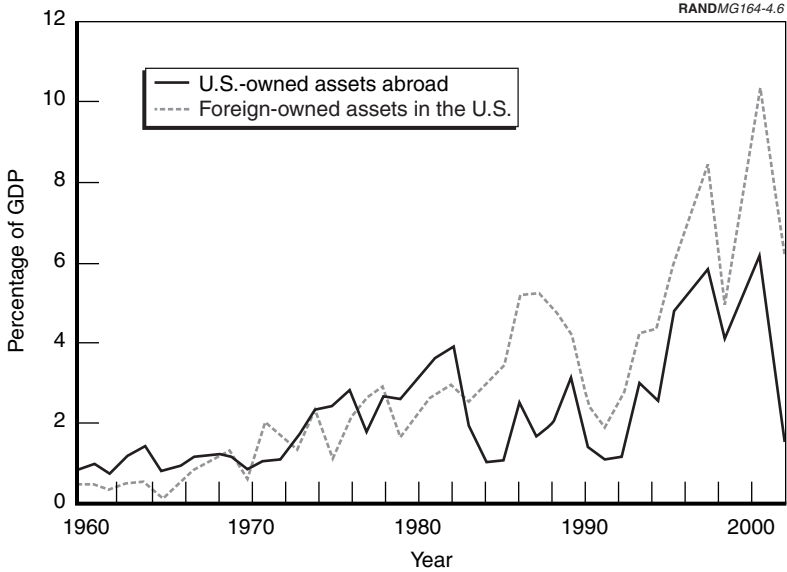 RANDMG164-4.6
12
U.S.-owned assets abroad
Foreign-owned assets in the U.S.
10
8
6
4
2
0
Percentage of GDP
1960 1970 1980 1990 2000
Year